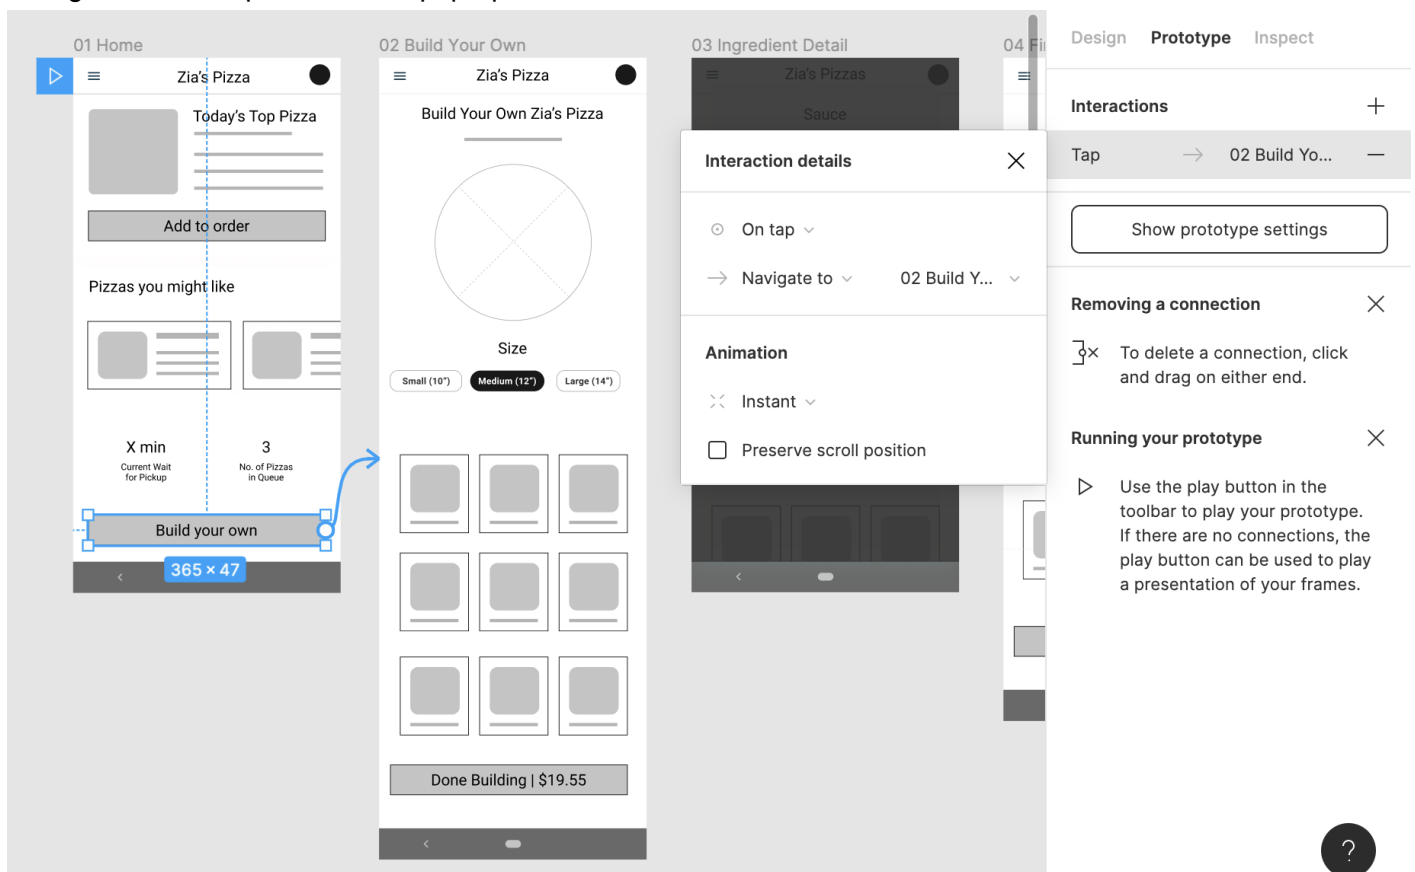 01 Home
02 Build Your Own
03 Ingredient Detail
04 Fi
Design Prototype Inspect
Zia's Pizza
Today's Top Pizza
Add to order
Pizzas you might like
X min
Current Wait
for Pickup
3
No. of Pizzas
in Queue
Build your own
365 × 47
Zia's Pizza
Build Your Own Zia's Pizza
Size
Small (10")
Medium (12")
Large (14")
Done Building | $19.55
Zia's Pizzas
Sauce
Interaction details
On tap
Navigate to
02 Build Y...
Animation
Instant
Preserve scroll position
Interactions
Tap
02 Build Yo...
Show prototype settings
Removing a connection
To delete a connection, click
and drag on either end.
Running your prototype
Use the play button in the
toolbar to play your prototype.
If there are no connections, the
play button can be used to play
a presentation of your frames.
?